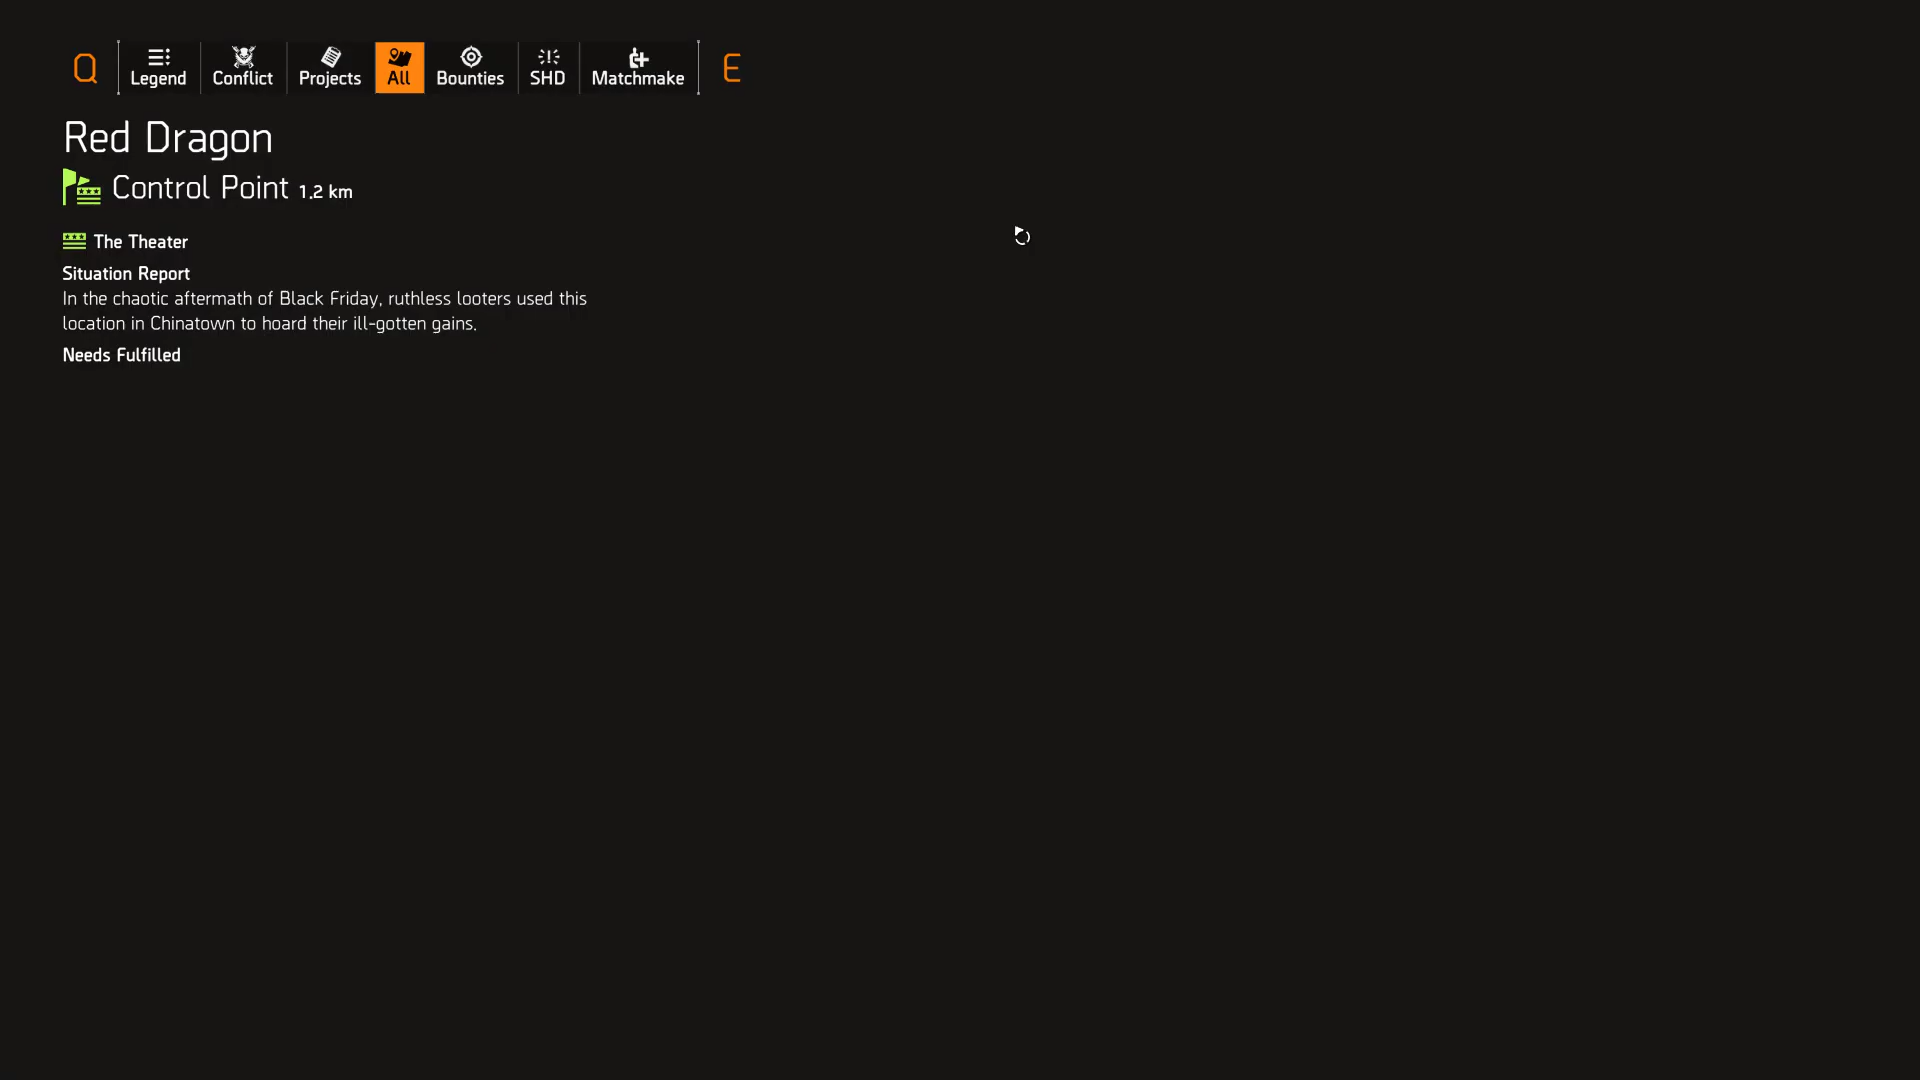 Q Legend Conflict Projects All Bounties SHD Matchmake E
Red Dragon
Control Point 1.2 km
The Theater
Situation Report
In the chaotic aftermath of Black Friday, ruthless looters used this
location in Chinatown to hoard their ill-gotten gains.
Needs Fulfilled